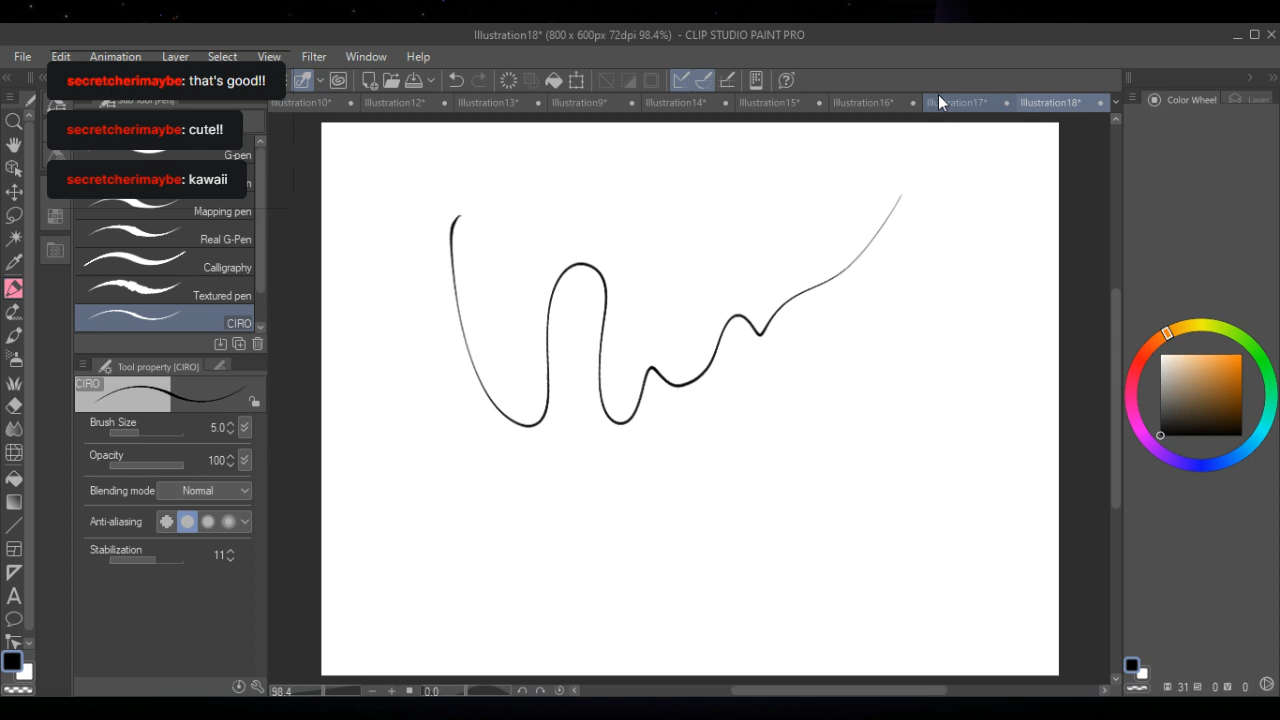 Illustration18* (800 x 600px 72dpi 98.4%) - CLIP STUDIO PAINT PRO
File Edit Animation Layer Select View Filter Window Help
secretcherimaybe: that's good!!
Illustration10* Illustration12* Illustration13* Illustration9* Illustration14* Illustration15* Illustration16* Illustration18*
Color Wheel Layer
secretcherimaybe: cute!!
G-pen
secretcherimaybe: kawaii
Mapping pen
Real G-Pen
Calligraphy
Textured pen
CIRO
Tool property [CIRO]
CIRO
Brush Size 5.0
Opacity 100
Blending mode Normal
Anti-aliasing
Stabilization 11
98.4 0.0
H 31 S 0 V 0